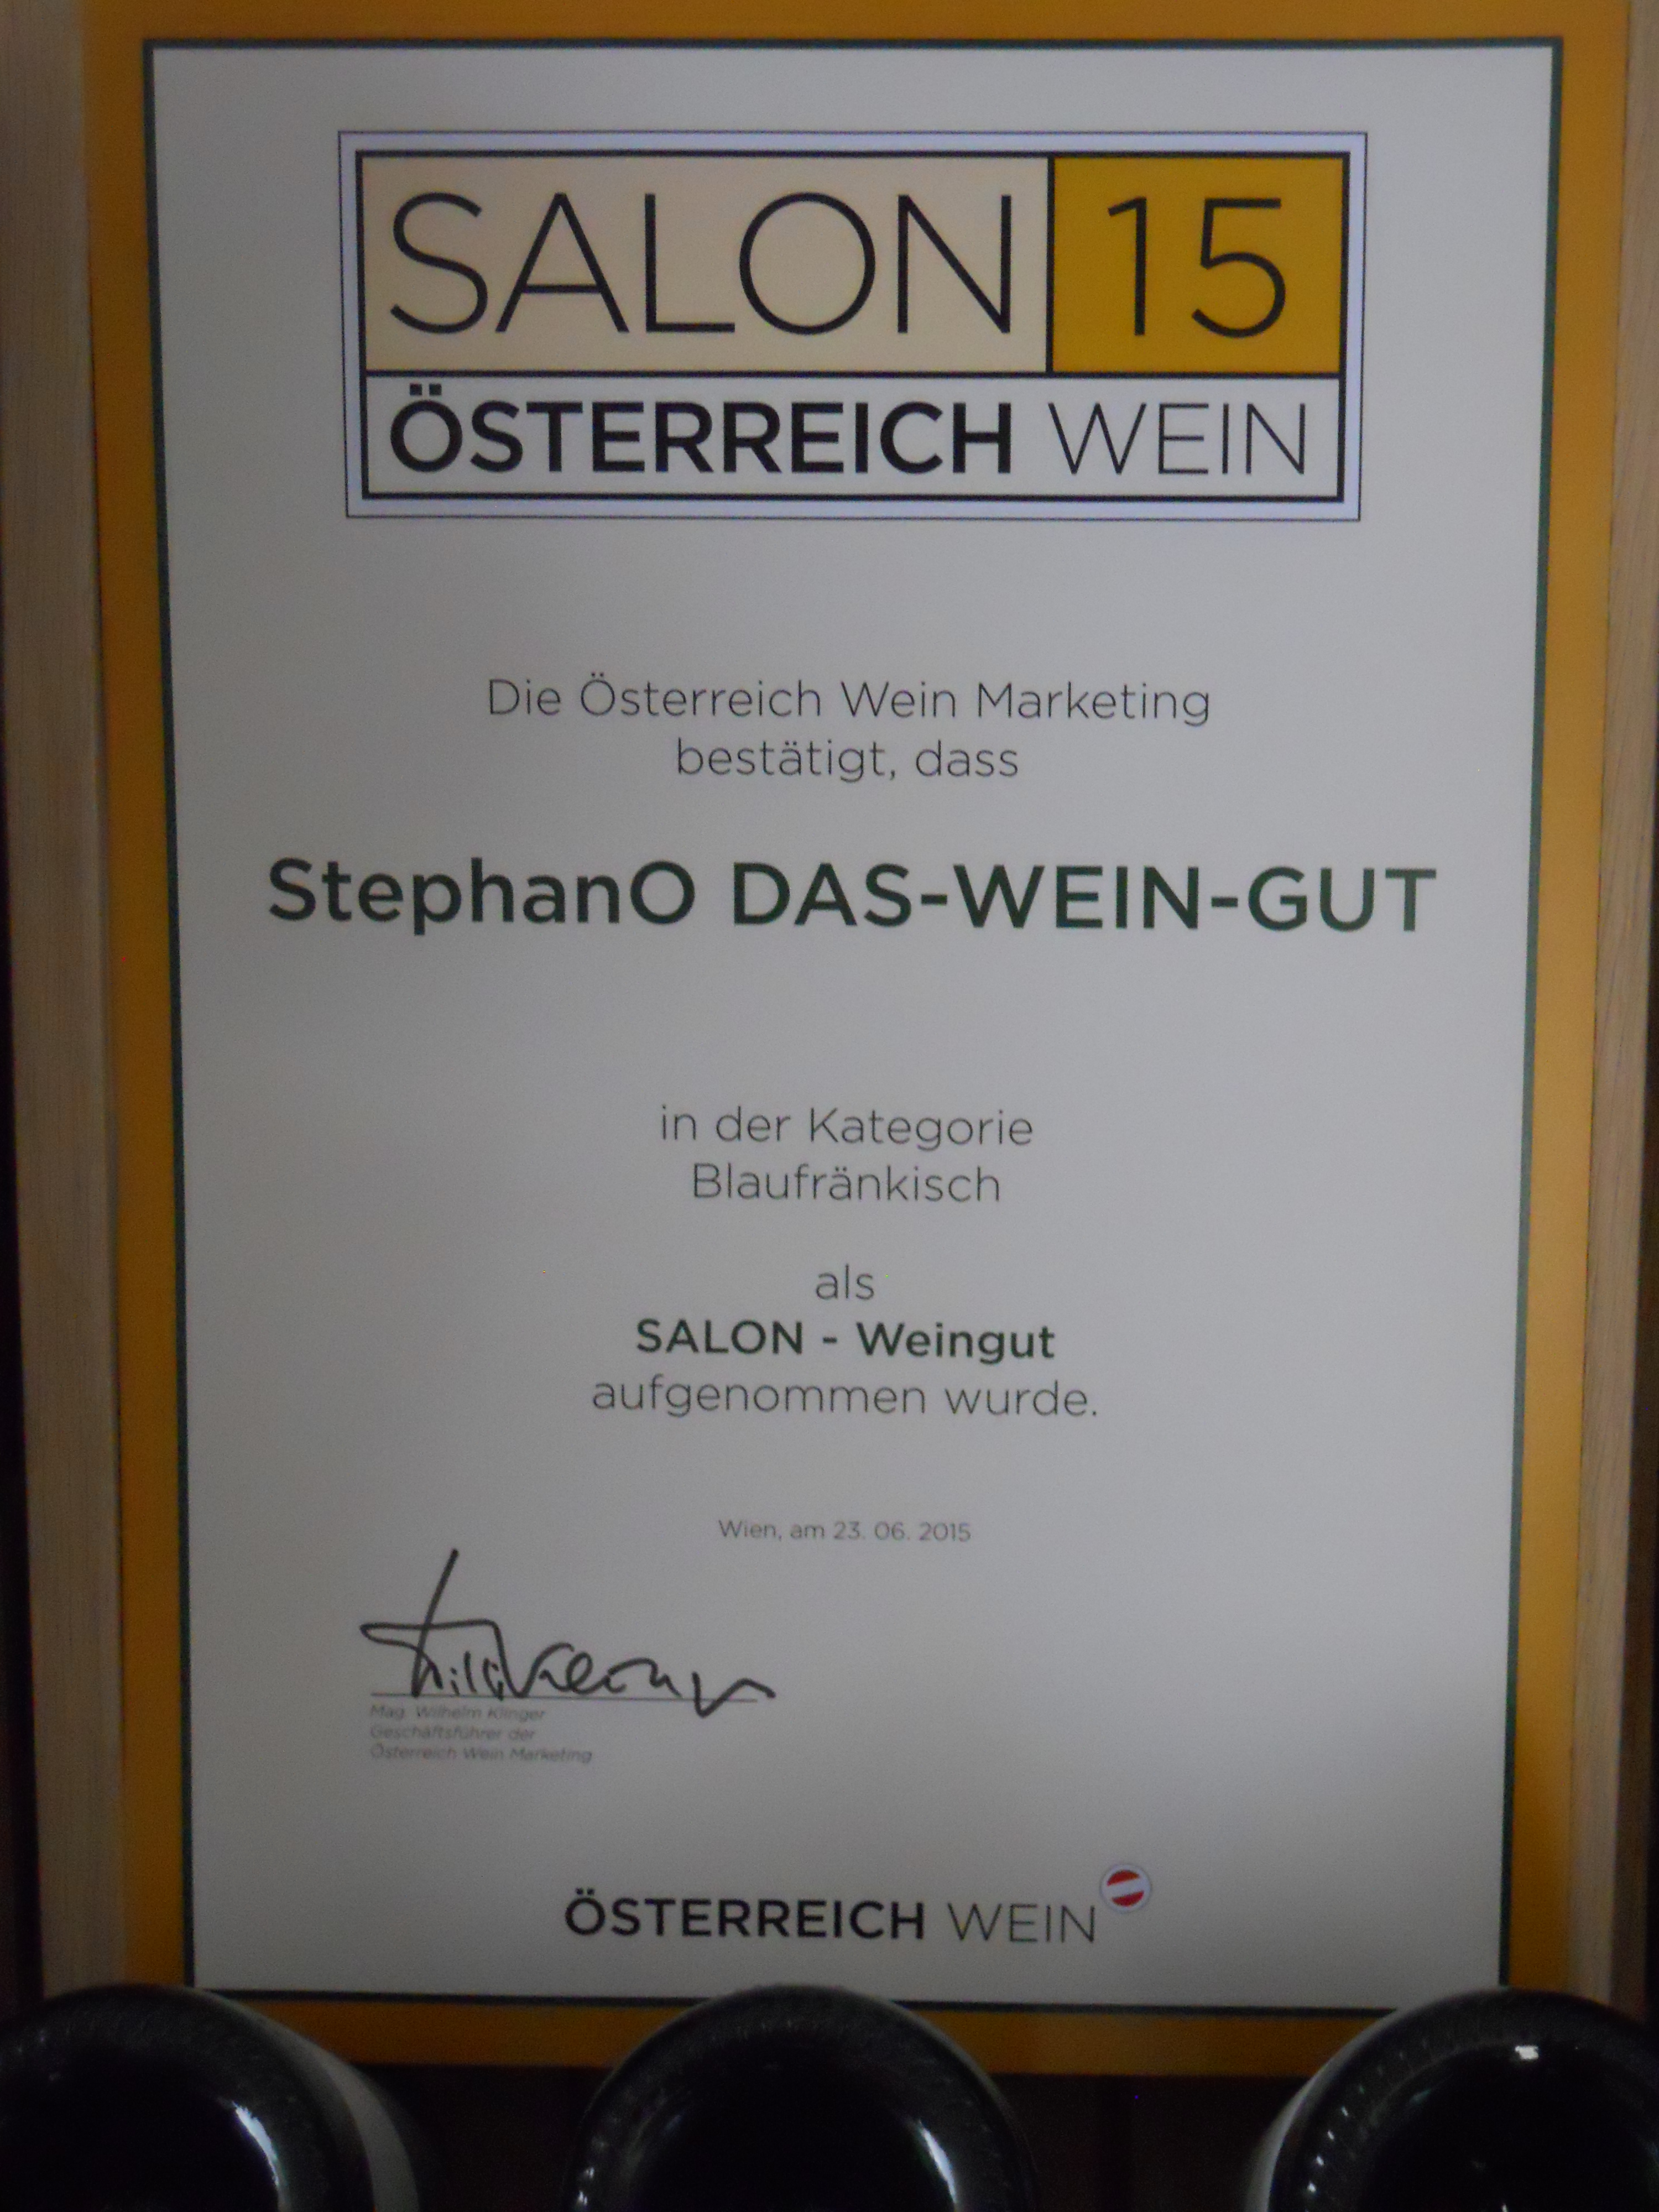 SALON 15
ÖSTERREICH WEIN
Die Österreich Wein Marketing
bestätigt, dass
StephanO DAS-WEIN-GUT
in der Kategorie
Blaufränkisch
als
SALON - Weingut
aufgenommen wurde.
Wien, am 23. 06. 2015
Mag. Wilhelm Klinger
Geschäftsführer der
Österreich Wein Marketing
ÖSTERREICH WEIN